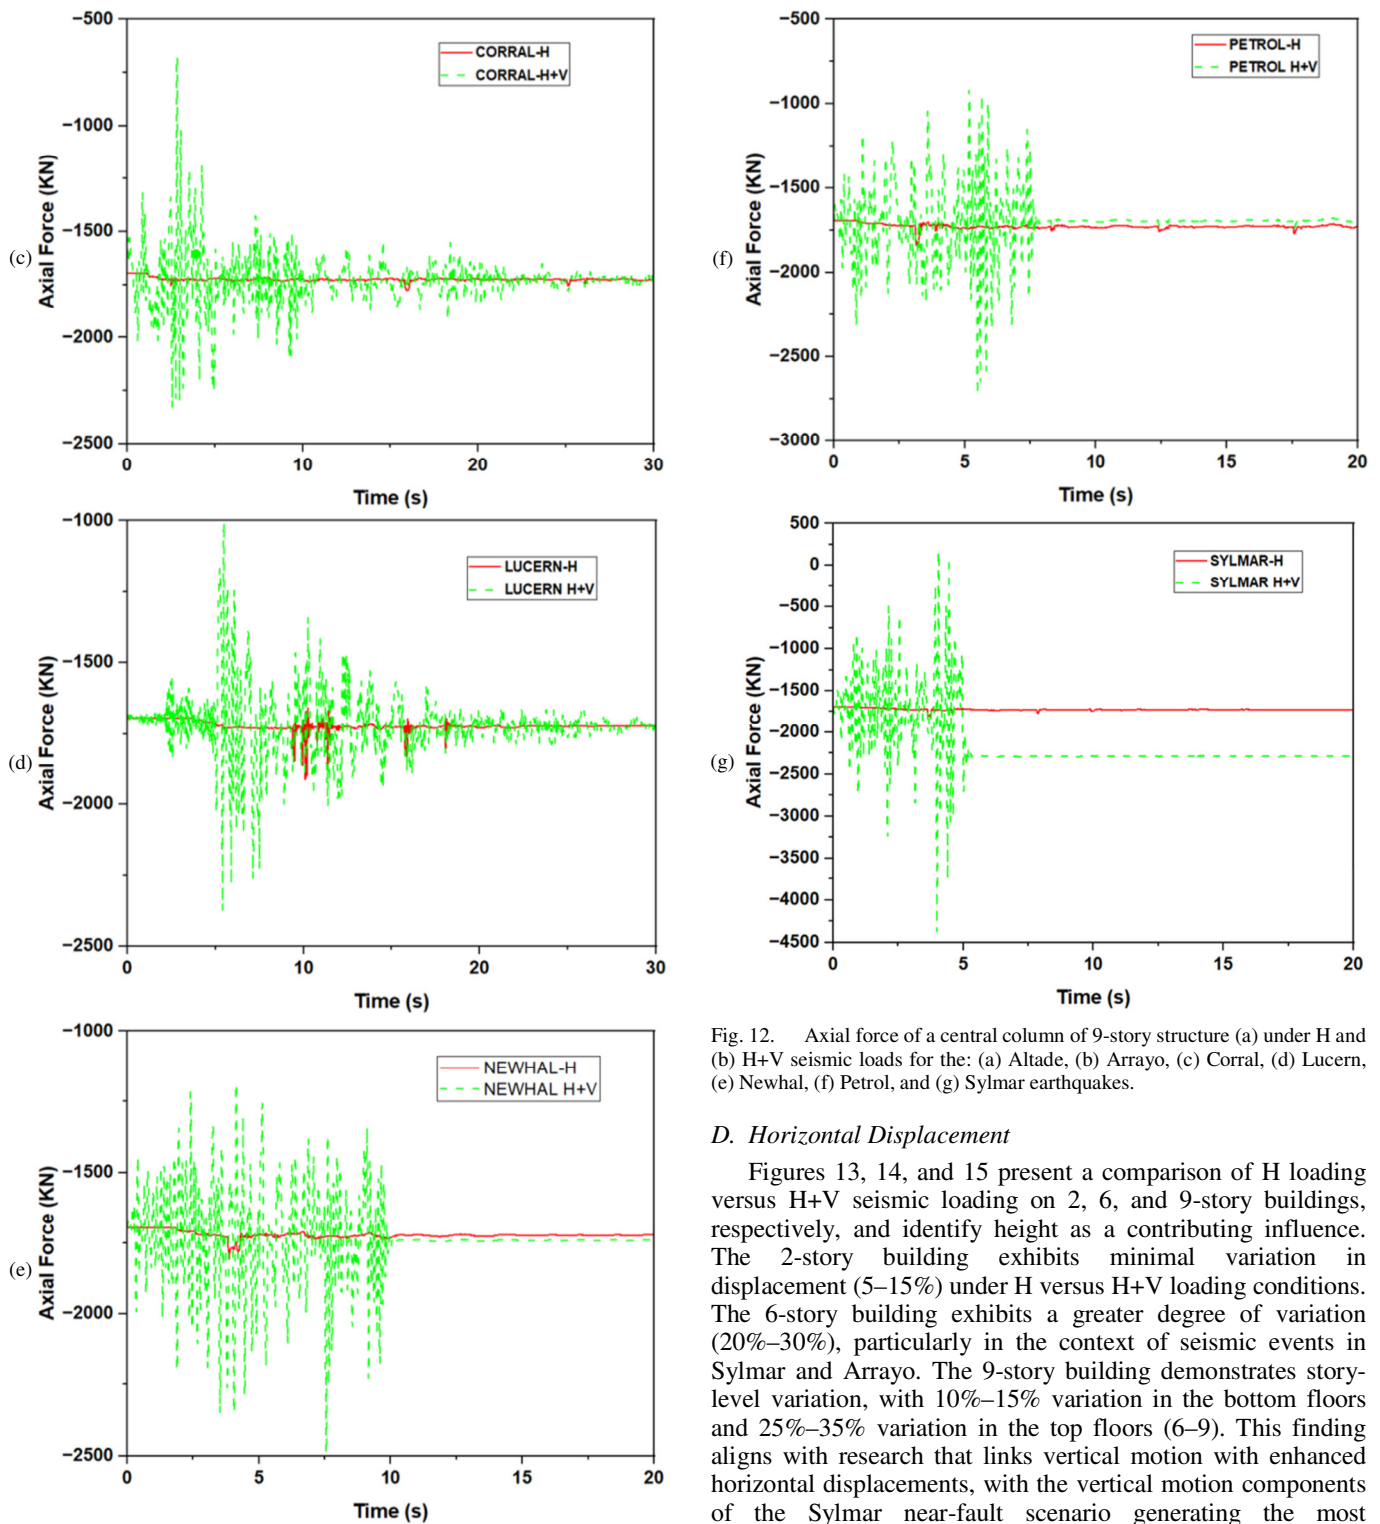 −500
−1000
−1500
−2000
−2500
Axial Force (KN)
CORRAL-H
CORRAL-H+V
(c)
0
10
20
30
Time (s)
−1000
−1500
−2000
−2500
Axial Force (KN)
LUCERN-H
LUCERN H+V
(d)
0
10
20
30
Time (s)
−1000
−1500
−2000
−2500
Axial Force (KN)
NEWHAL-H
NEWHAL H+V
(e)
0
5
10
15
20
Time (s)
−500
−1000
−1500
−2000
−2500
−3000
Axial Force (KN)
PETROL-H
PETROL H+V
(f)
0
5
10
15
20
Time (s)
500
0
−500
−1000
−1500
−2000
−2500
−3000
−3500
−4000
−4500
Axial Force (KN)
SYLMAR-H
SYLMAR H+V
(g)
0
5
10
15
20
Time (s)
Fig. 12. Axial force of a central column of 9-story structure (a) under H and
(b) H+V seismic loads for the: (a) Altade, (b) Arrayo, (c) Corral, (d) Lucern,
(e) Newhal, (f) Petrol, and (g) Sylmar earthquakes.
D. Horizontal Displacement
Figures 13, 14, and 15 present a comparison of H loading
versus H+V seismic loading on 2, 6, and 9-story buildings,
respectively, and identify height as a contributing influence.
The 2-story building exhibits minimal variation in
displacement (5–15%) under H versus H+V loading conditions.
The 6-story building exhibits a greater degree of variation
(20%–30%), particularly in the context of seismic events in
Sylmar and Arrayo. The 9-story building demonstrates story-
level variation, with 10%–15% variation in the bottom floors
and 25%–35% variation in the top floors (6–9). This finding
aligns with research that links vertical motion with enhanced
horizontal displacements, with the vertical motion components
of the Sylmar near-fault scenario generating the most